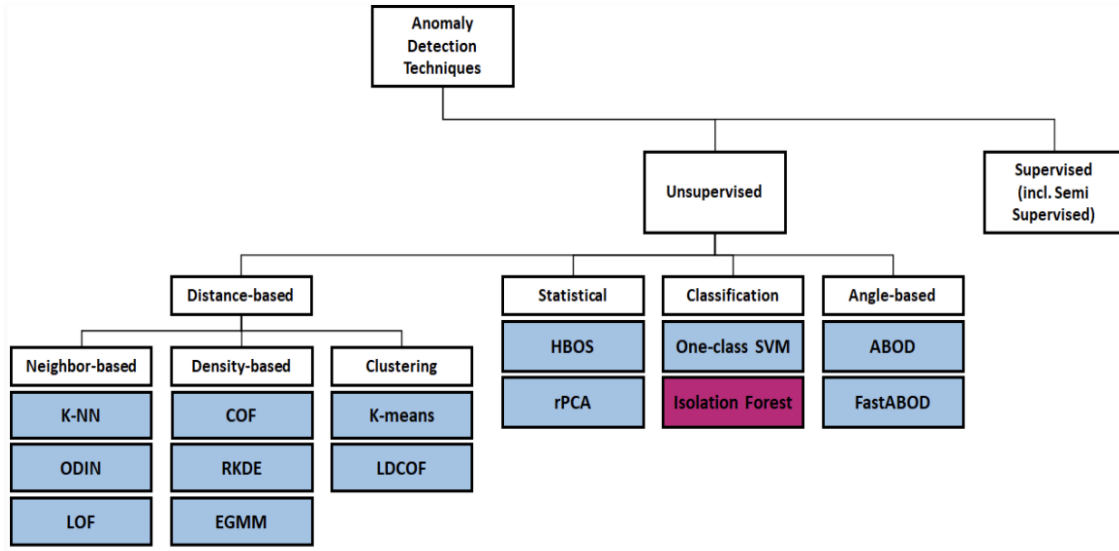 Anomaly
Detection
Techniques
Unsupervised
Supervised
(incl. Semi
Supervised)
Distance-based
Statistical
Classification
Angle-based
HBOS
One-class SVM
ABOD
Neighbor-based
Density-based
Clustering
rPCA
Isolation Forest
FastABOD
K-NN
COF
K-means
ODIN
RKDE
LDCOF
LOF
EGMM